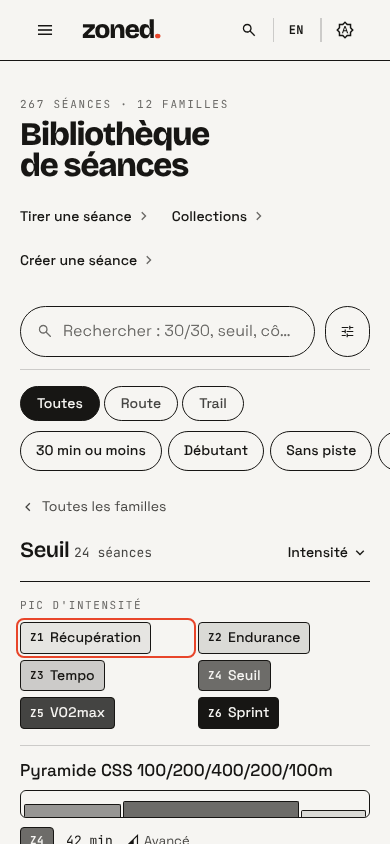 zoned.
EN
A
267 SÉANCES · 12 FAMILLES
Bibliothèque
de séances
Tirer une séance
Collections
Créer une séance
Rechercher : 30/30, seuil, cô…
Toutes
Route
Trail
30 min ou moins
Débutant
Sans piste
Toutes les familles
Seuil 24 séances
Intensité
PIC D'INTENSITÉ
Z1 Récupération
Z2 Endurance
Z3 Tempo
Z4 Seuil
Z5 VO2max
Z6 Sprint
Pyramide CSS 100/200/400/200/100m
Z4 42 min Avancé